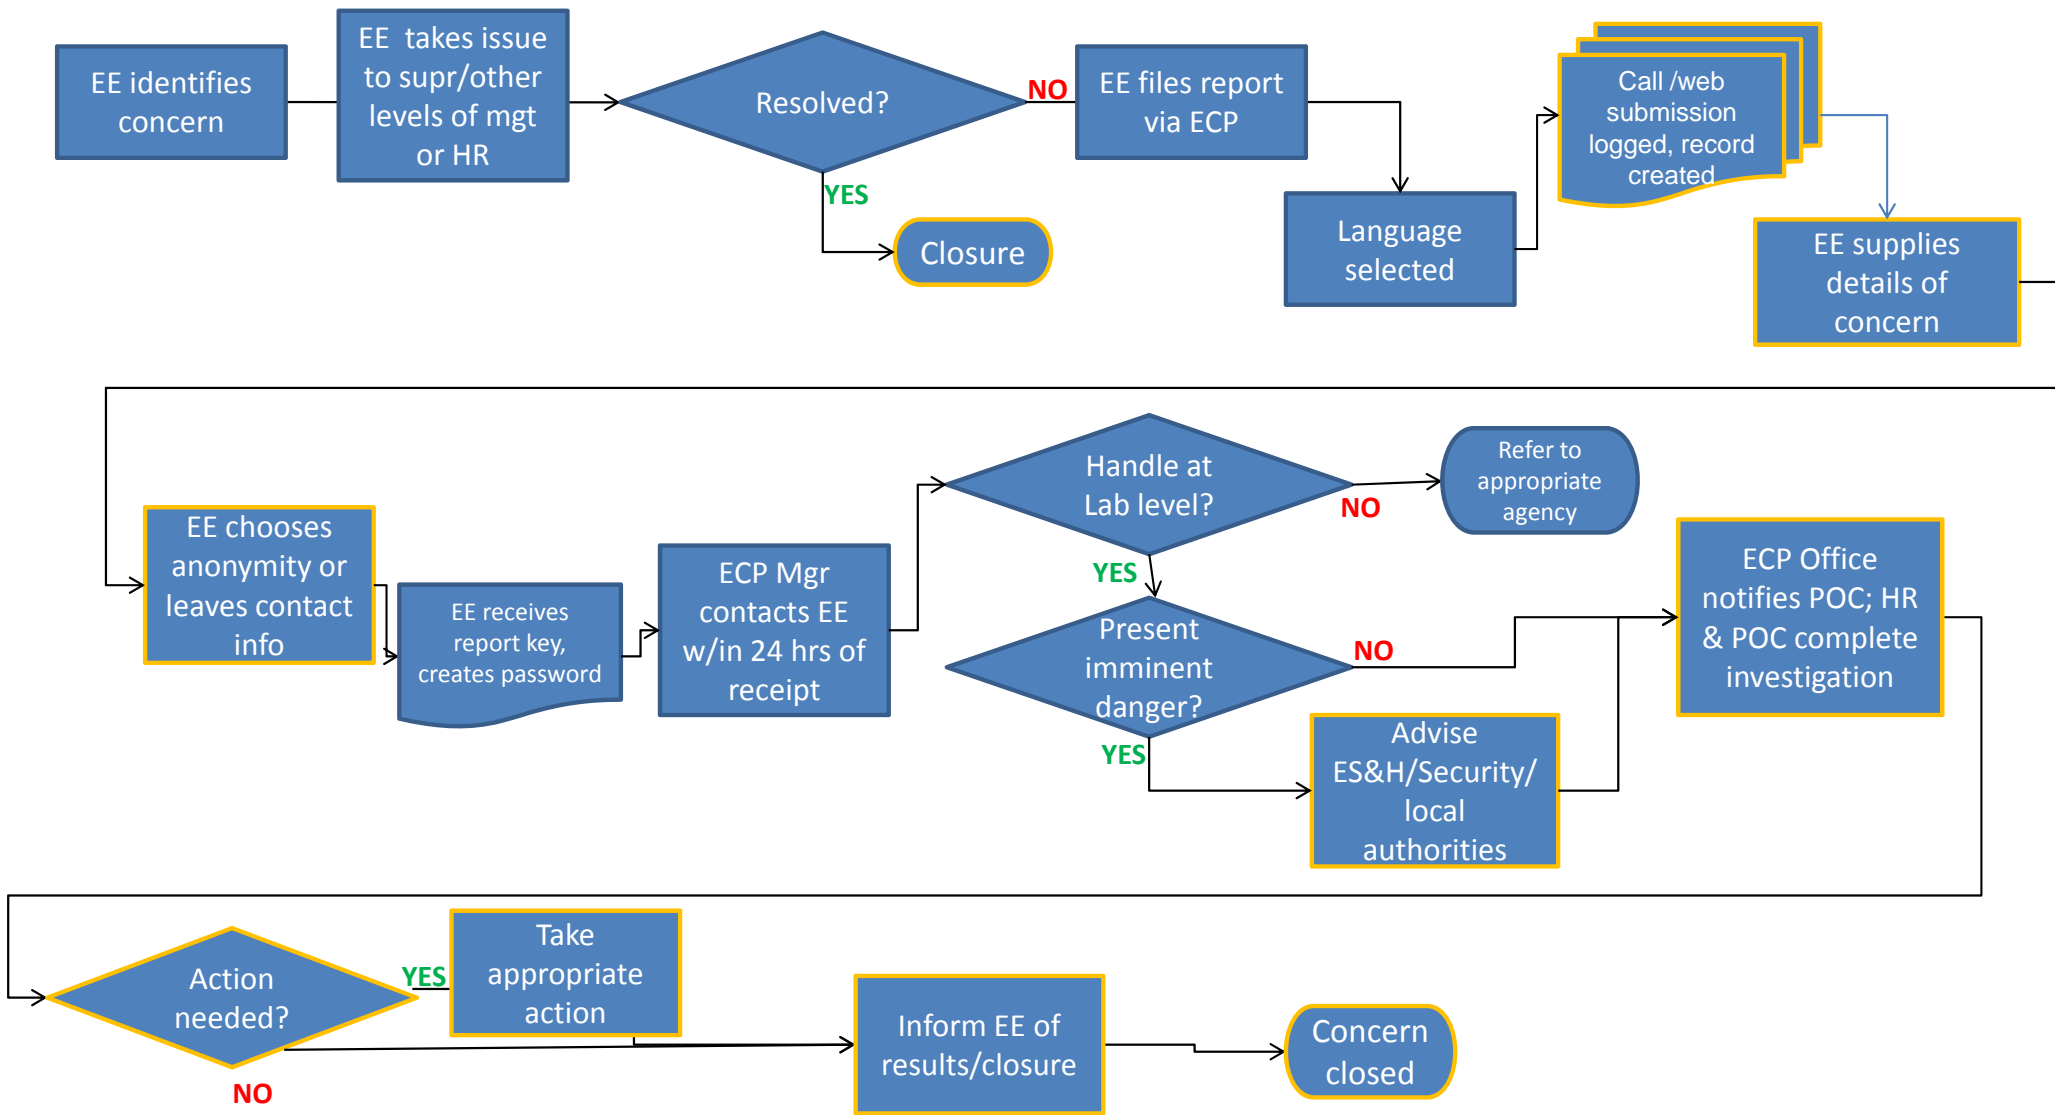 EE identifies
concern
EE takes issue
to supr/other
levels of mgt
or HR
Resolved?
NO
YES
Closure
EE files report
via ECP
Language
selected
Call /web
submission
logged, record
created
EE supplies
details of
concern
EE chooses
anonymity or
leaves contact
info
EE receives
report key,
creates password
ECP Mgr
contacts EE
w/in 24 hrs of
receipt
Handle at
Lab level?
NO
Refer to
appropriate
agency
YES
Present
imminent
danger?
NO
YES
Advise
ES&H/Security/
local
authorities
ECP Office
notifies POC; HR
& POC complete
investigation
Action
needed?
YES
NO
Take
appropriate
action
Inform EE of
results/closure
Concern
closed